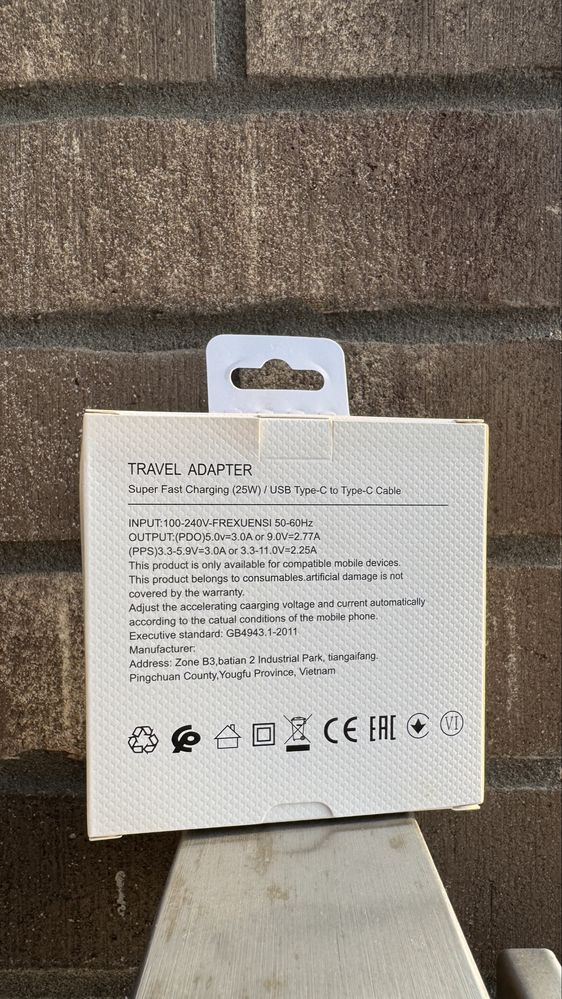 TRAVEL ADAPTER
Super Fast Charging (25W) / USB Type-C to Type-C Cable
INPUT:100-240V-FREXUENSI 50-60Hz
OUTPUT:(PDO)5.0v=3.0A or 9.0V=2.77A
(PPS)3.3-5.9V=3.0A or 3.3-11.0V=2.25A
This product is only available for compatible mobile devices.
This product belongs to consumables.artificial damage is not
covered by the warranty.
Adjust the accelerating caarging voltage and current automatically
according to the catual conditions of the mobile phone.
Executive standard: GB4943.1-2011
Manufacturer:
Address: Zone B3,batian 2 Industrial Park, tiangaifang.
Pingchuan County,Yougfu Province, Vietnam
CE EAC VI